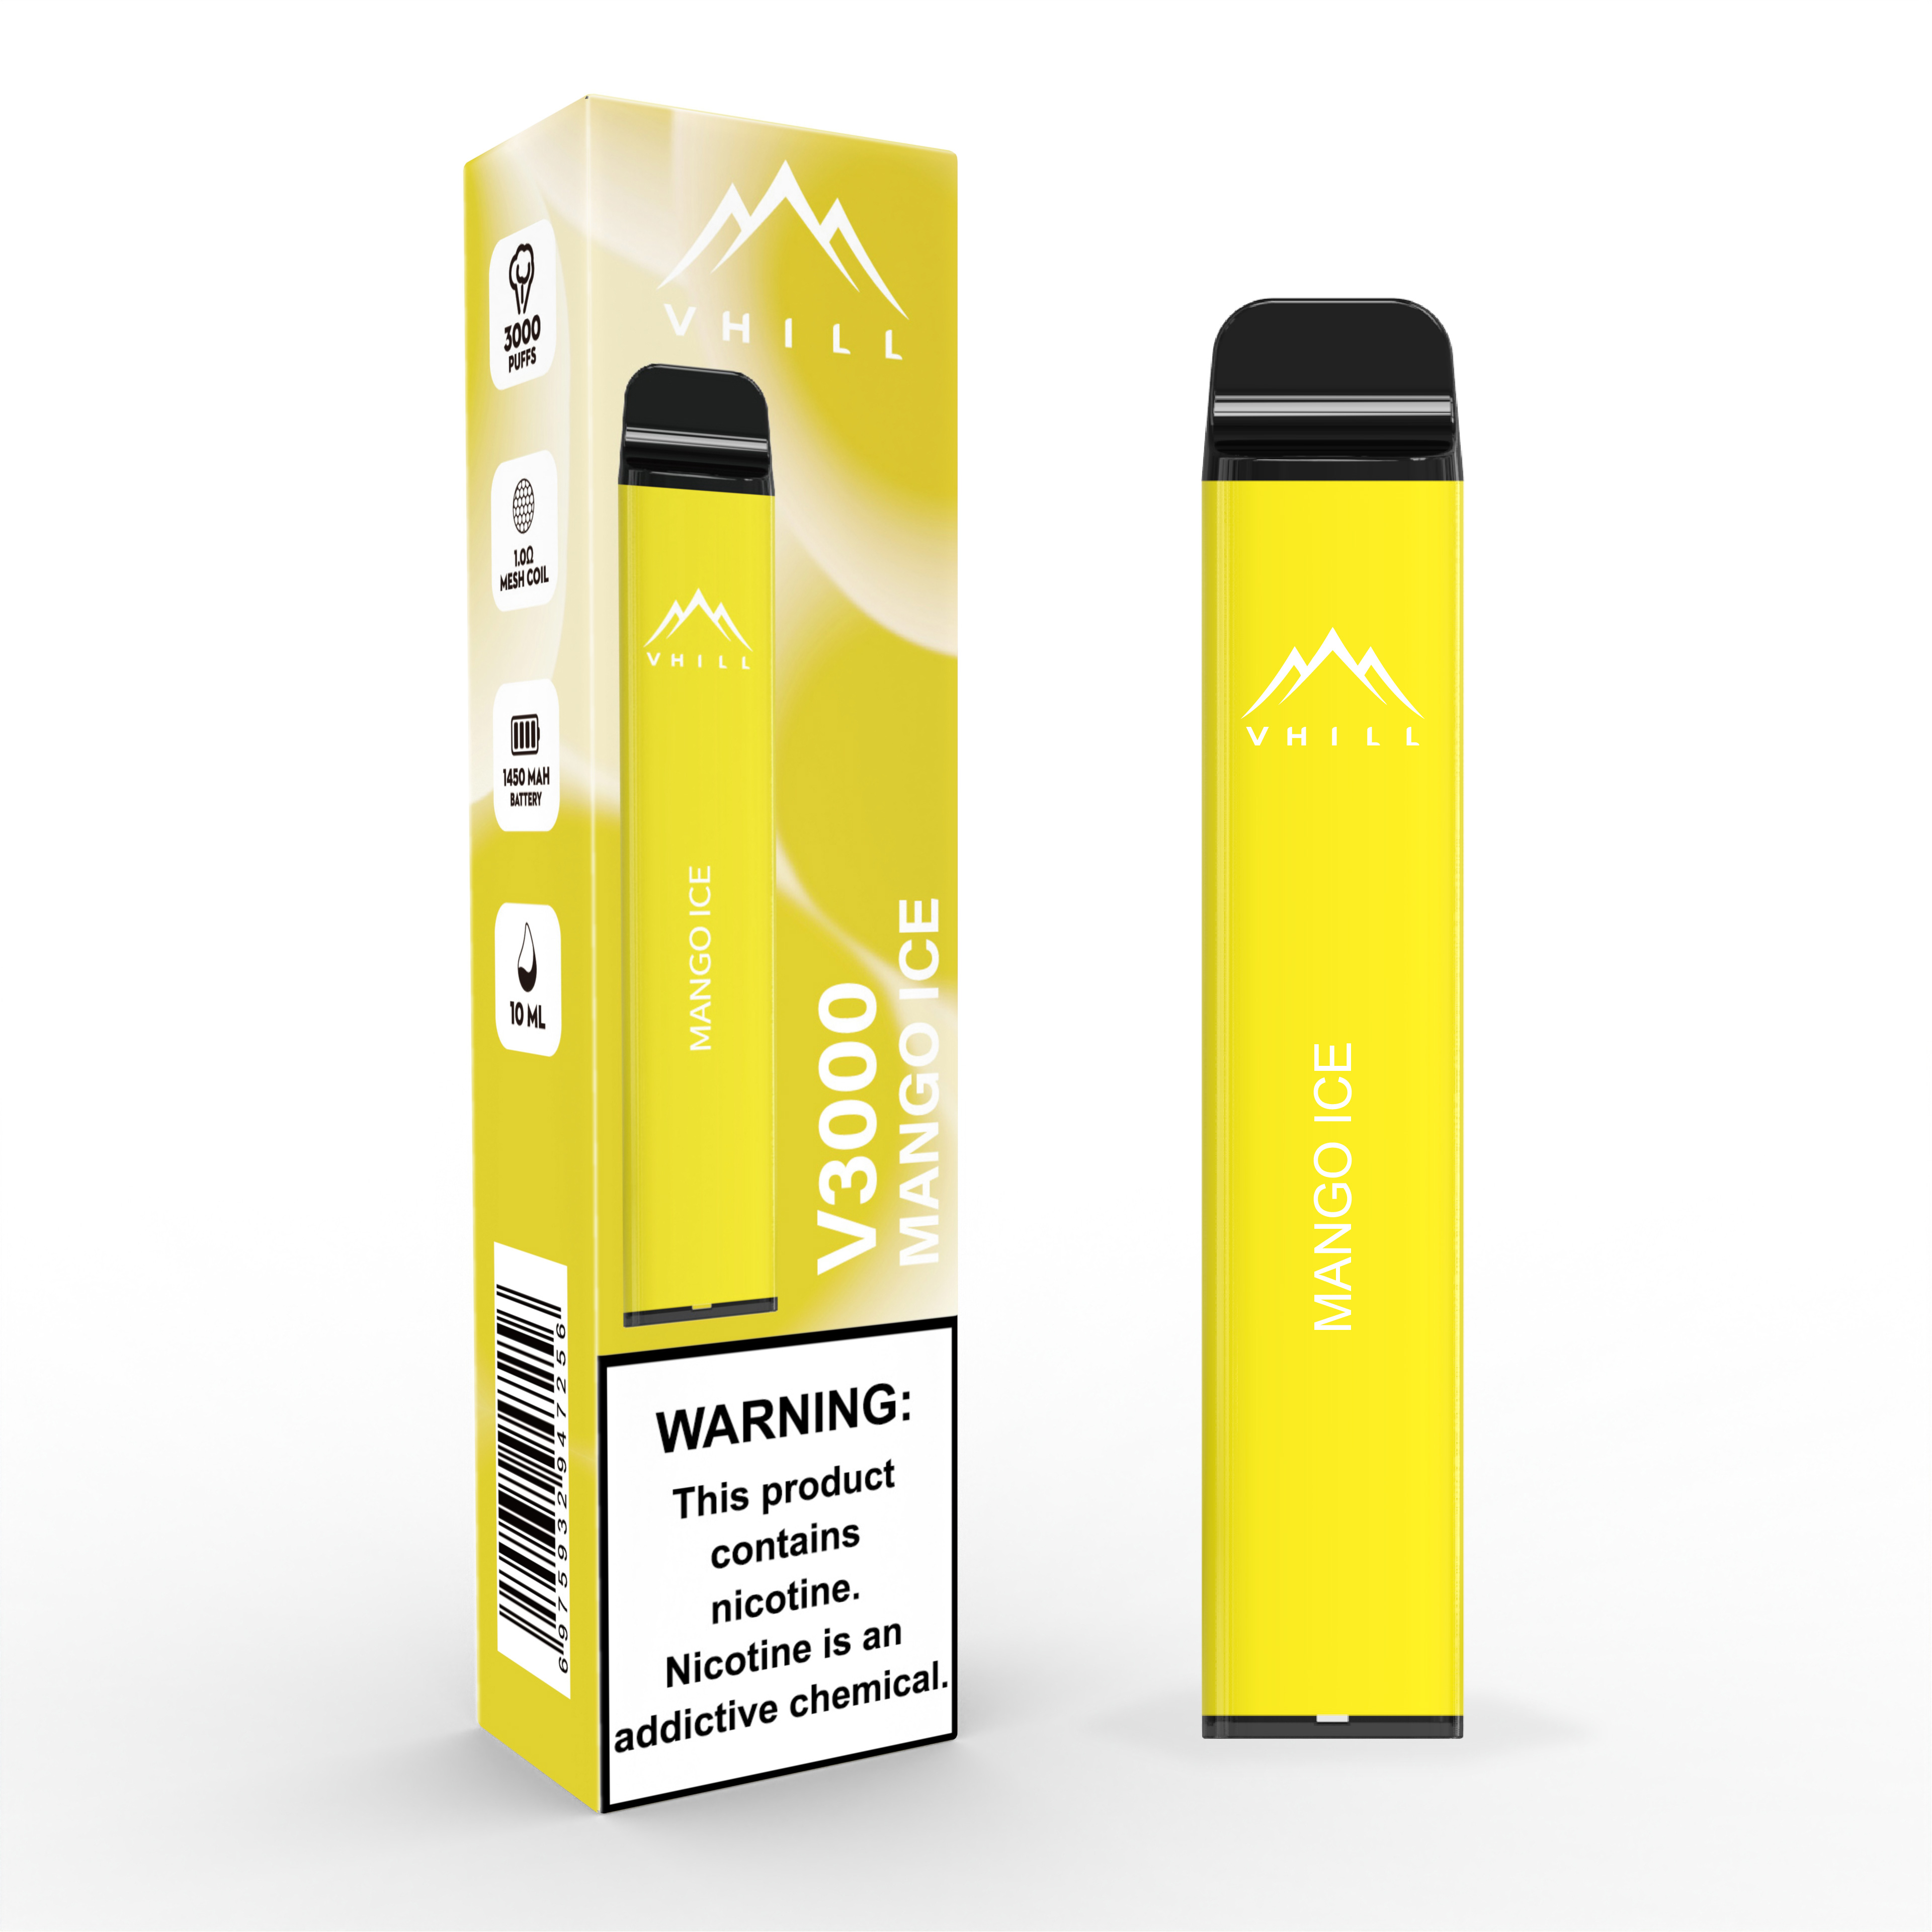 3000
PUFFS
1.0Ω
MESH COIL
1450 MAH
BATTERY
10 ML
6975932947256
VHILL
VHILL
MANGO ICE
V3000
MANGO ICE
WARNING:
This product
contains
nicotine.
Nicotine is an
addictive chemical.
VHILL
MANGO ICE